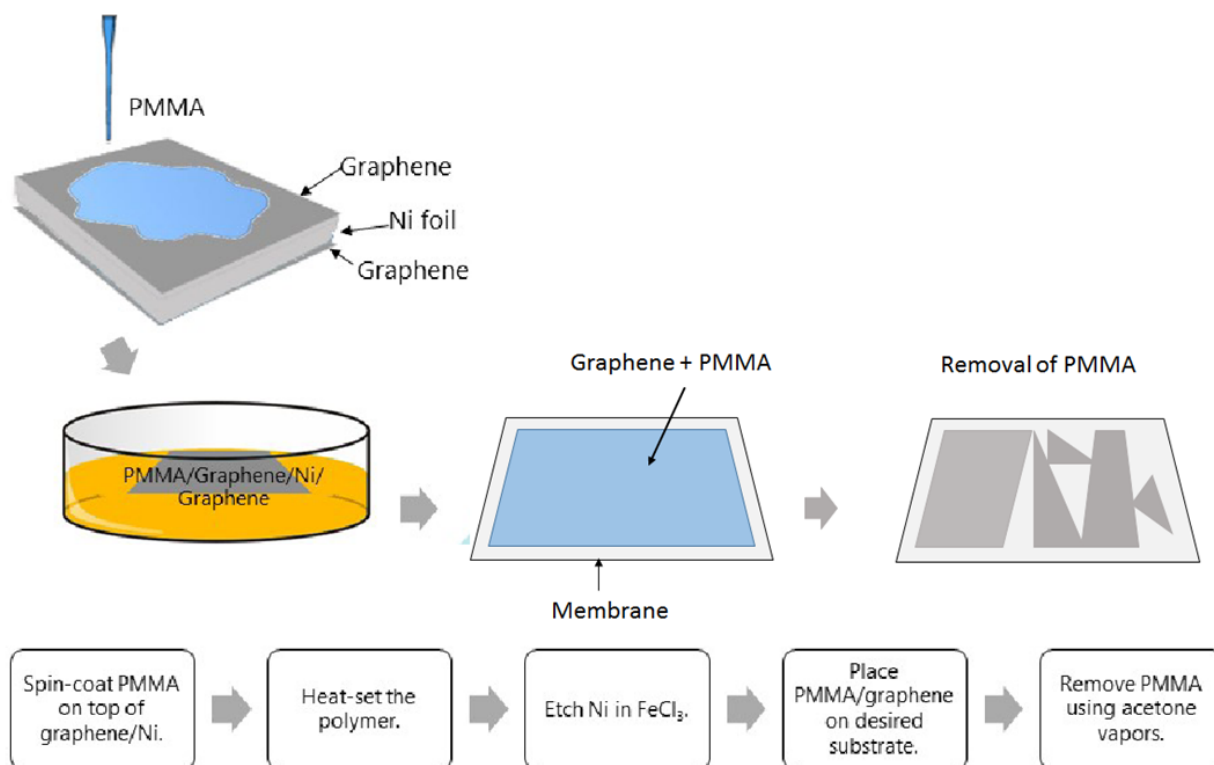 PMMA
Graphene
Ni foil
Graphene
PMMA/Graphene/Ni/
Graphene
Graphene + PMMA
Membrane
Removal of PMMA
Spin-coat PMMA
on top of
graphene/Ni.
Heat-set the
polymer.
Etch Ni in FeCl₃.
Place
PMMA/graphene
on desired
substrate.
Remove PMMA
using acetone
vapors.